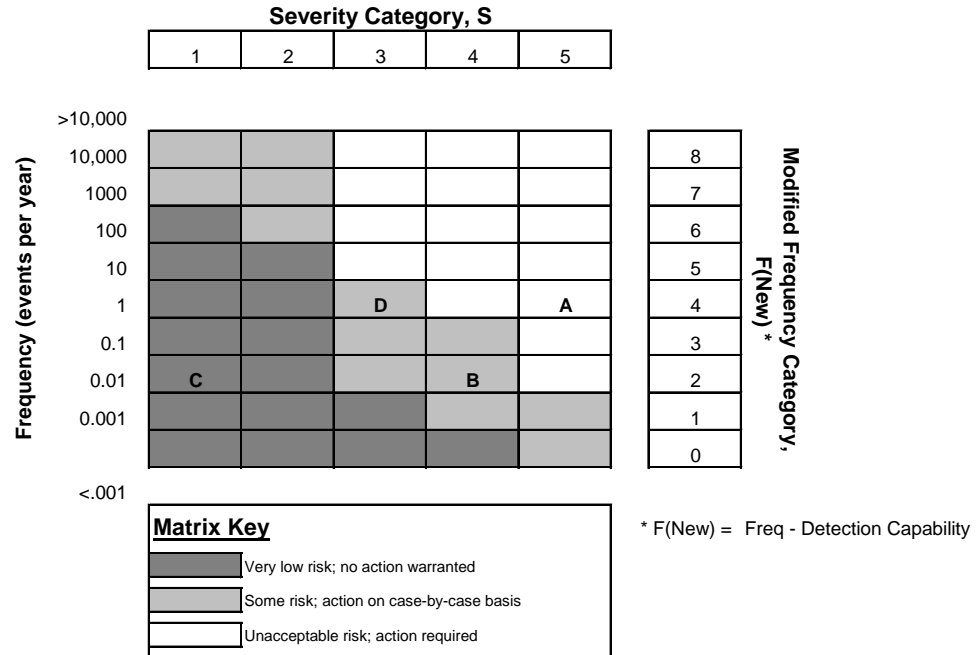 Severity Category, S
1 2 3 4 5
Frequency (events per year)
>10,000
10,000
1000
100
10
1
0.1
0.01
0.001
<.001
D A
C B
8
7
6
5
4
3
2
1
0
Modified Frequency Category,
F(New) *
Matrix Key
Very low risk; no action warranted
Some risk; action on case-by-case basis
Unacceptable risk; action required
* F(New) = Freq - Detection Capability